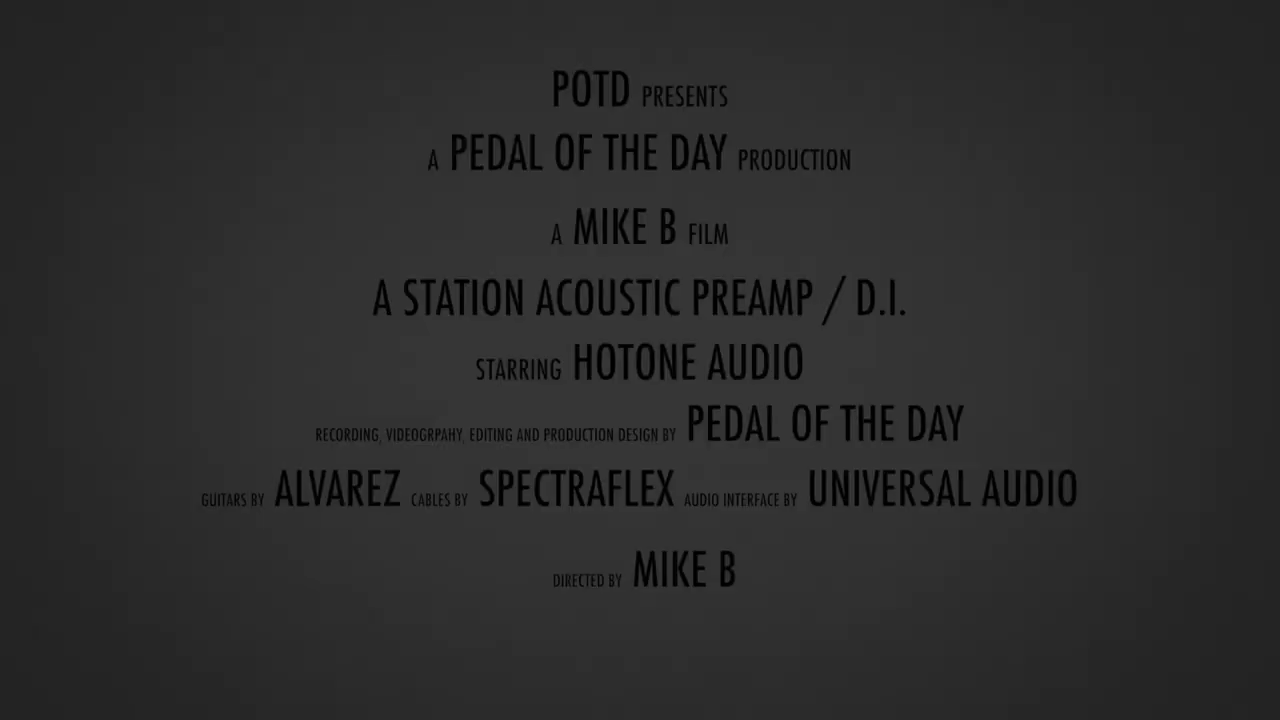 POTD PRESENTS
A PEDAL OF THE DAY PRODUCTION
A MIKE B FILM
A STATION ACOUSTIC PREAMP / D.I.
STARRING HOTONE AUDIO
RECORDING, VIDEOGRPAHY, EDITING AND PRODUCTION DESIGN BY PEDAL OF THE DAY
GUITARS BY ALVAREZ CABLES BY SPECTRAFLEX AUDIO INTERFACE BY UNIVERSAL AUDIO
DIRECTED BY MIKE B